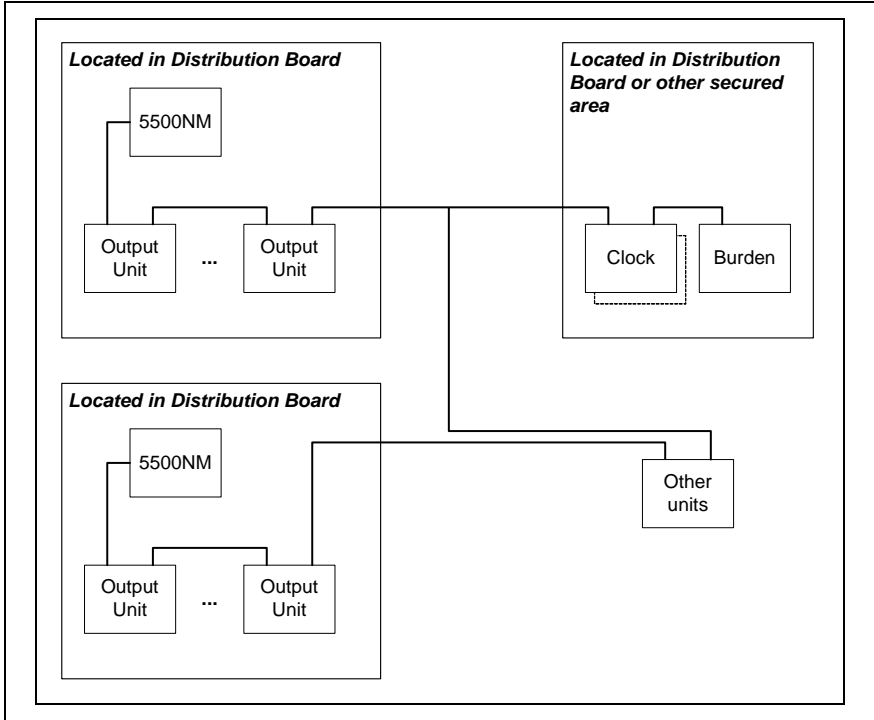 Located in Distribution Board
5500NM
Output
Unit
...
Output
Unit
Located in Distribution
Board or other secured
area
Clock
Burden
Located in Distribution Board
5500NM
Output
Unit
...
Output
Unit
Other
units